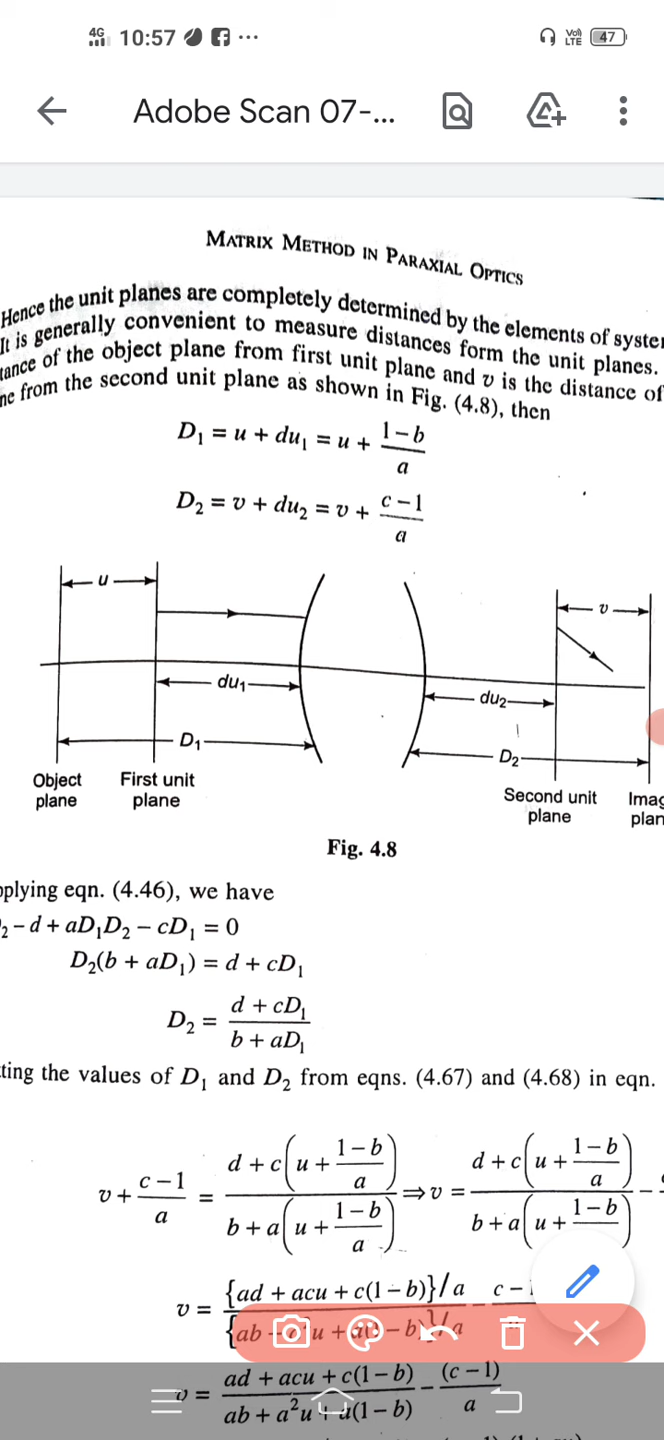 4G 10:57 ...
Vo) LTE 47
Adobe Scan 07-...
MATRIX METHOD IN PARAXIAL OPTICS
Hence the unit planes are completely determined by the elements of syste
It is generally convenient to measure distances form the unit planes.
tance of the object plane from first unit plane and v is the distance of
ne from the second unit plane as shown in Fig. (4.8), then
D₁ = u + du₁ = u + (1 – b)/a
D₂ = v + du₂ = v + (c – 1)/a
u
v
du₁
du₂
D₁
D₂
Object plane
First unit plane
Second unit plane
Imag plan
Fig. 4.8
pplying eqn. (4.46), we have
₂ – d + aD₁D₂ – cD₁ = 0
D₂(b + aD₁) = d + cD₁
D₂ = (d + cD₁)/(b + aD₁)
ting the values of D₁ and D₂ from eqns. (4.67) and (4.68) in eqn.
v + (c – 1)/a = (d + c(u + (1 – b)/a))/(b + a(u + (1 – b)/a)) ⇒ v = (d + c(u + (1 – b)/a))/(b + a(u + (1 – b)/a)) –
v = {ad + acu + c(1 – b)}/a c –
{ab u + – b)}/a
v = (ad + acu + c(1 – b))/(ab + a²u + a(1 – b)) – (c – 1)/a